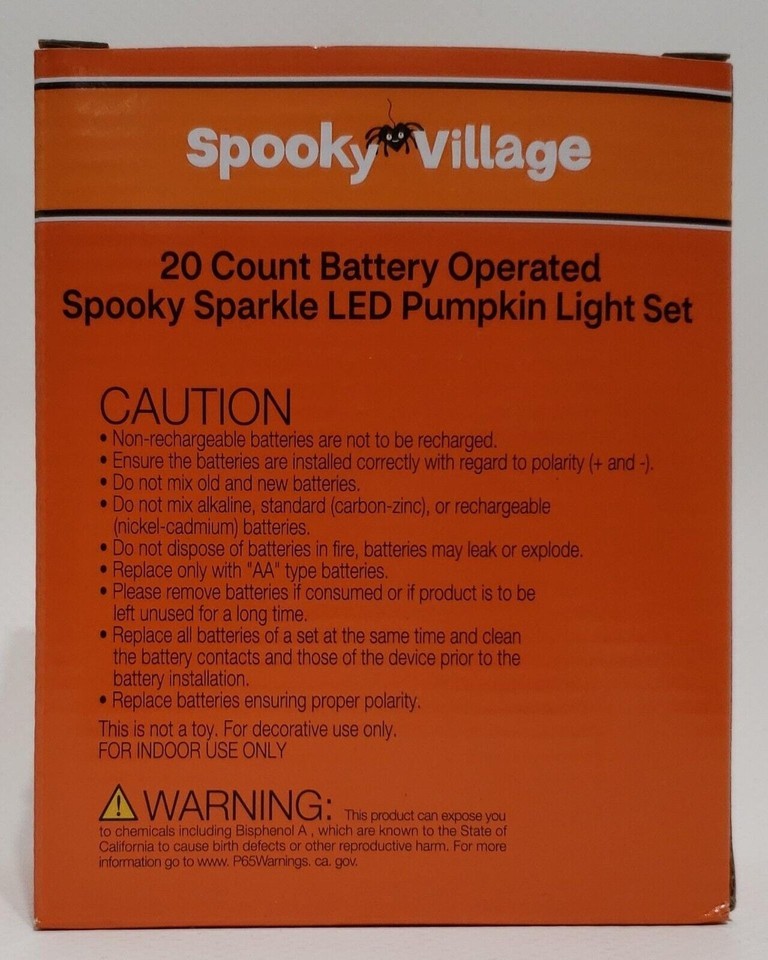 Spooky Village
20 Count Battery Operated
Spooky Sparkle LED Pumpkin Light Set
CAUTION
• Non-rechargeable batteries are not to be recharged.
• Ensure the batteries are installed correctly with regard to polarity (+ and -).
• Do not mix old and new batteries.
• Do not mix alkaline, standard (carbon-zinc), or rechargeable
(nickel-cadmium) batteries.
• Do not dispose of batteries in fire, batteries may leak or explode.
• Replace only with "AA" type batteries.
• Please remove batteries if consumed or if product is to be
left unused for a long time.
• Replace all batteries of a set at the same time and clean
the battery contacts and those of the device prior to the
battery installation.
• Replace batteries ensuring proper polarity.
This is not a toy. For decorative use only.
FOR INDOOR USE ONLY
WARNING: This product can expose you
to chemicals including Bisphenol A , which are known to the State of
California to cause birth defects or other reproductive harm. For more
information go to www. P65Warnings. ca. gov.